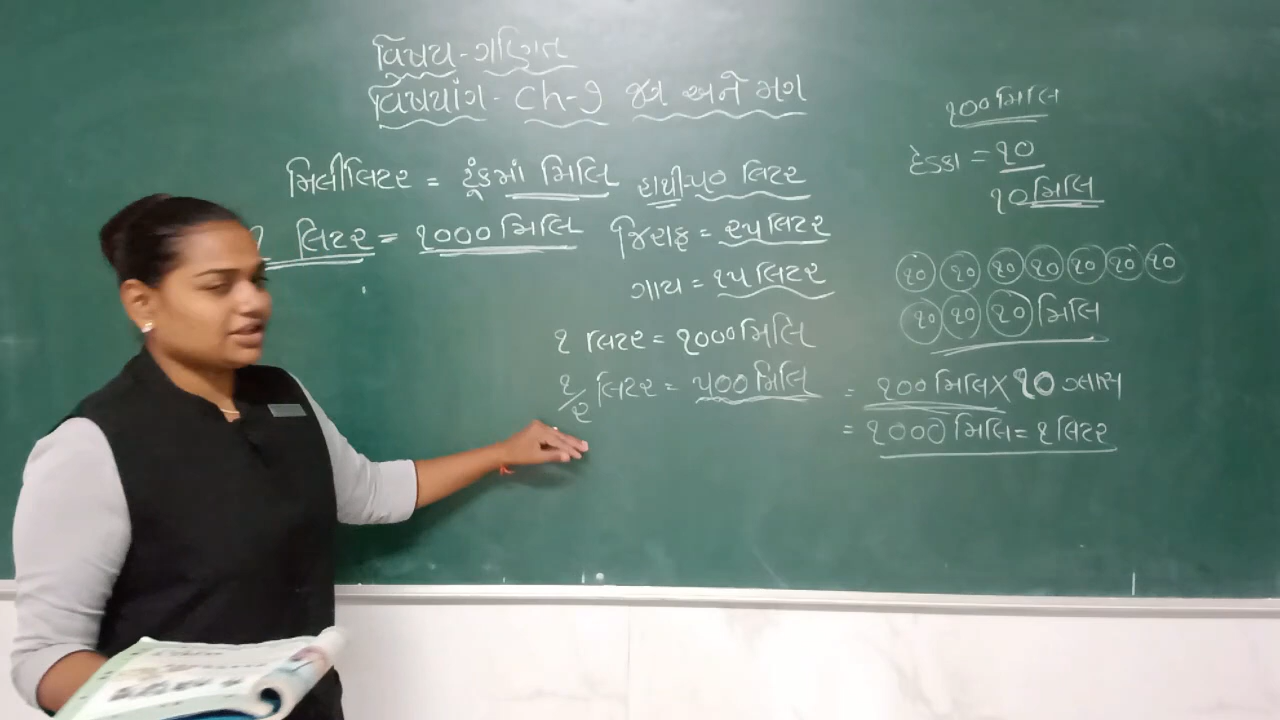 વિષય - ગણિત
વિષયાંગ - Ch-૭ જગ અને મગ
મિલીલિટર = ટૂંકમાં મિલિ
૧ લિટર = ૧૦૦૦ મિલિ
હાથી - ૫૦ લિટર
જિરાફ = ૨૫ લિટર
ગાય = ૧૫ લિટર
૧ લિટર = ૧૦૦૦ મિલિ
૧/૨ લિટર = ૫૦૦ મિલિ
૧૦૦ મિલિ
દેડકા = ૧૦
૧૦ મિલિ
૧૦ ૧૦ ૧૦ ૧૦ ૧૦ ૧૦ ૧૦
૧૦ ૧૦ ૧૦ મિલિ
= ૧૦૦ મિલિ X ૧૦ ગ્લાસ
= ૧૦૦૦ મિલિ = ૧ લિટર